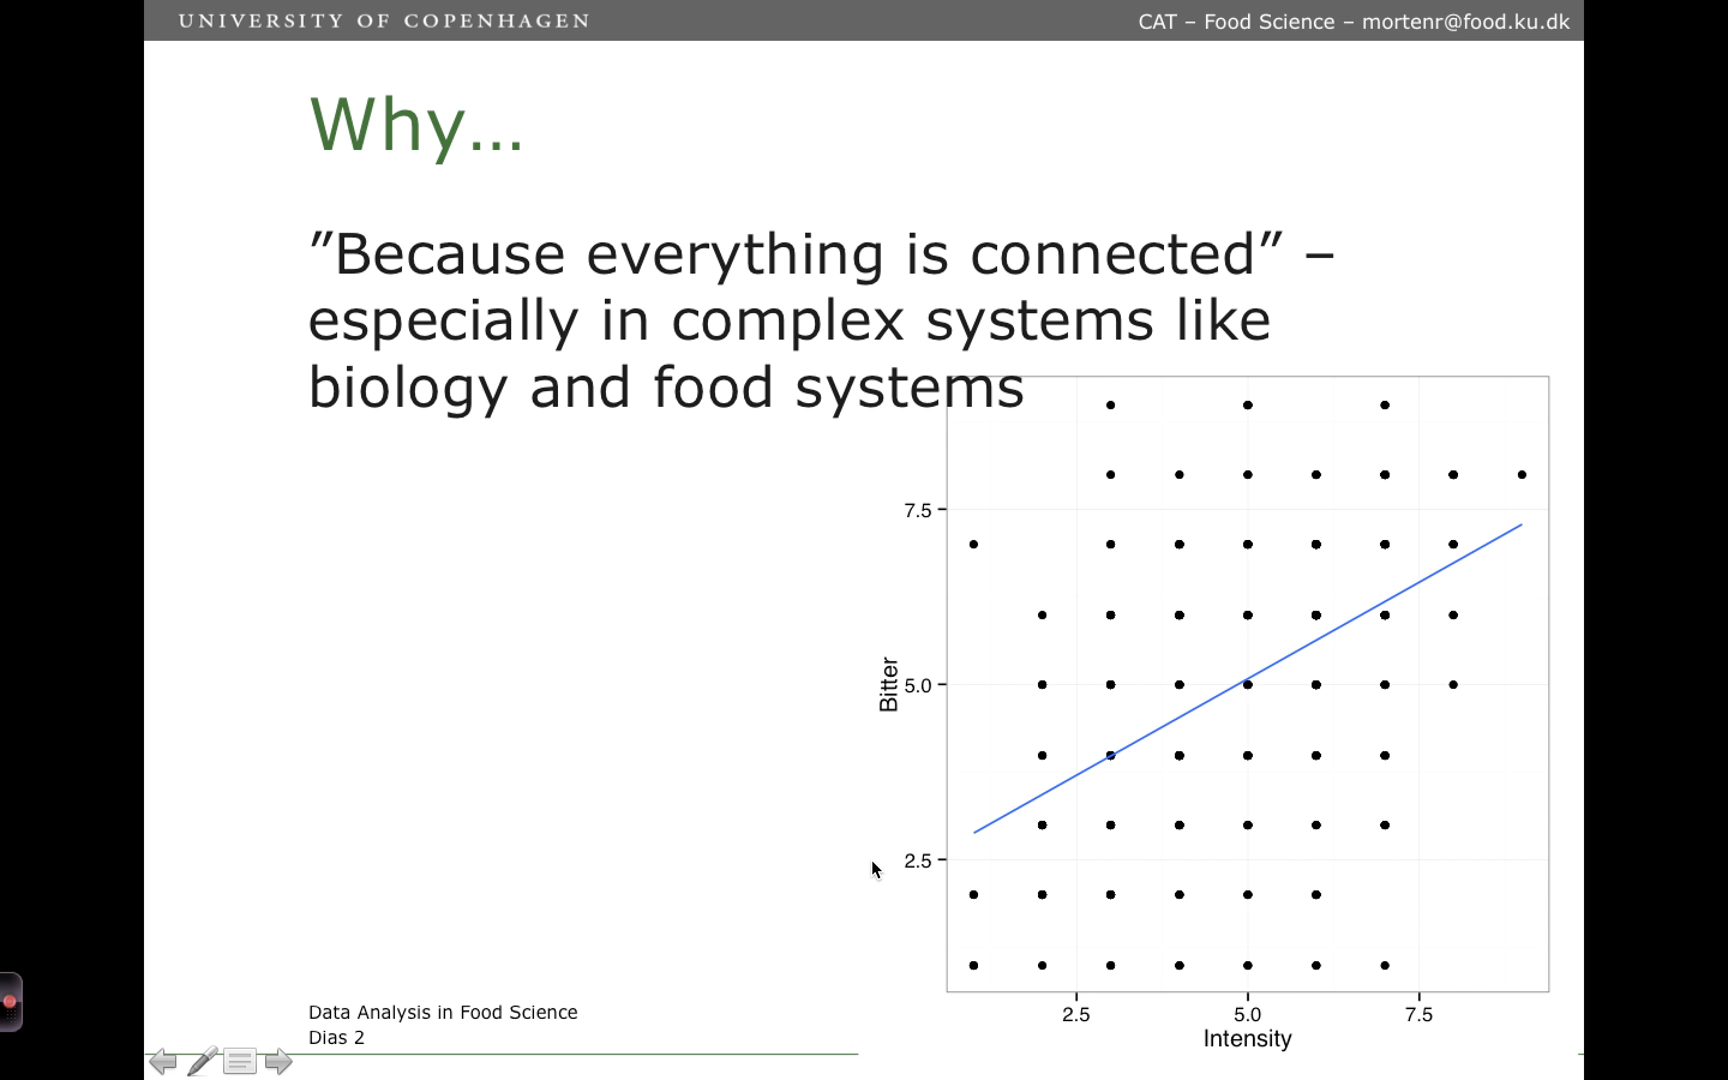 UNIVERSITY OF COPENHAGEN
CAT – Food Science – mortenr@food.ku.dk
Why...
”Because everything is connected” –
especially in complex systems like
biology and food systems
7.5
5.0
2.5
Bitter
2.5 5.0 7.5
Intensity
Data Analysis in Food Science
Dias 2